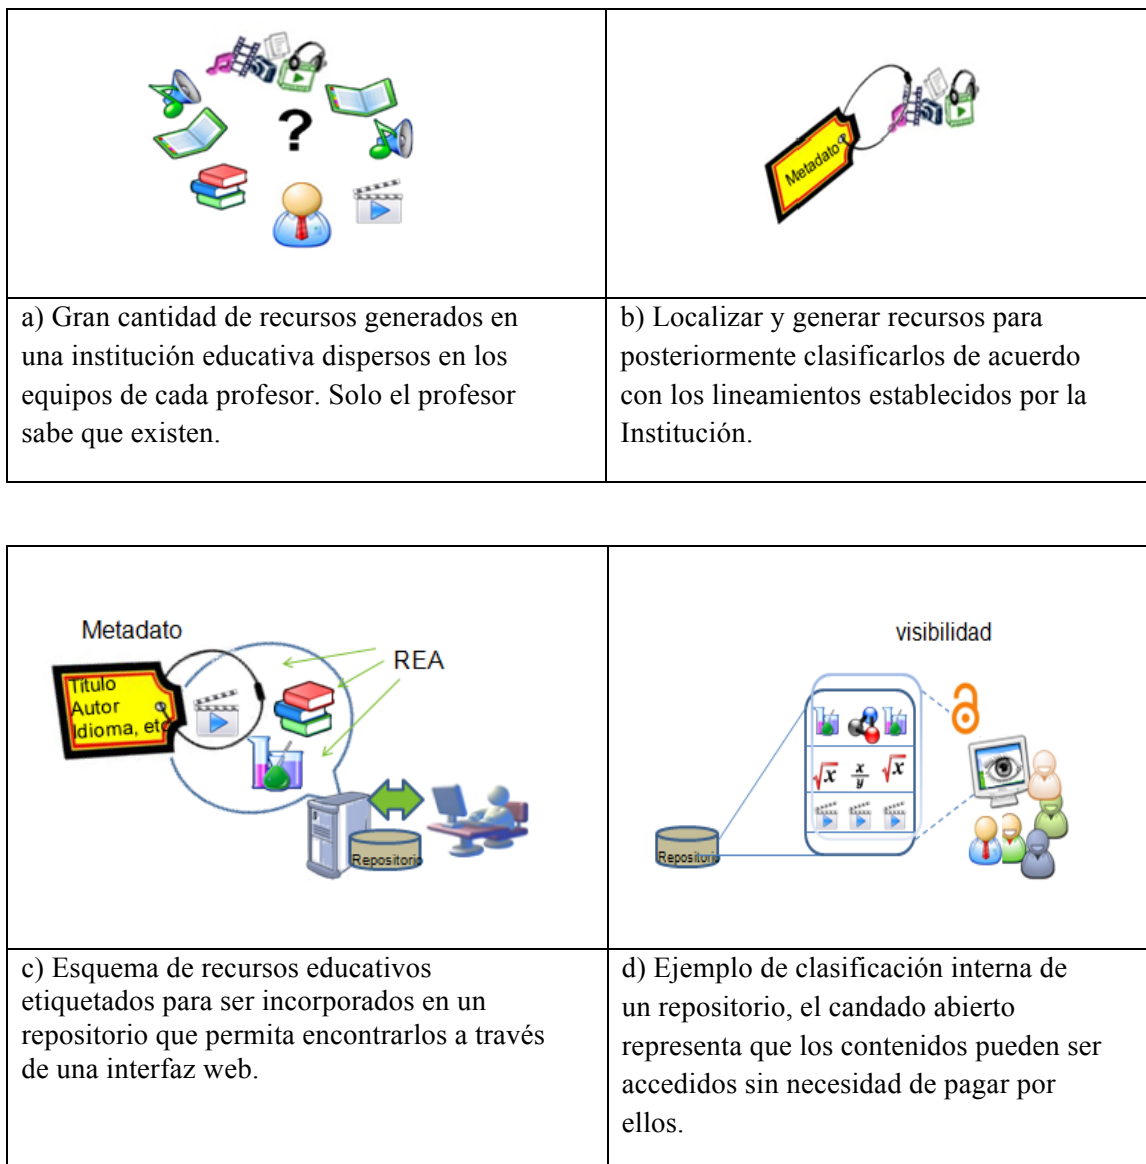 ?
Metadato
a) Gran cantidad de recursos generados en
una institución educativa dispersos en los
equipos de cada profesor. Solo el profesor
sabe que existen.
b) Localizar y generar recursos para
posteriormente clasificarlos de acuerdo
con los lineamientos establecidos por la
Institución.
Metadato
REA
Título
Autor
Idioma, etc
Repositorio
c) Esquema de recursos educativos
etiquetados para ser incorporados en un
repositorio que permita encontrarlos a través
de una interfaz web.
visibilidad
√x x/y √x
Repositorio
d) Ejemplo de clasificación interna de
un repositorio, el candado abierto
representa que los contenidos pueden ser
accedidos sin necesidad de pagar por
ellos.